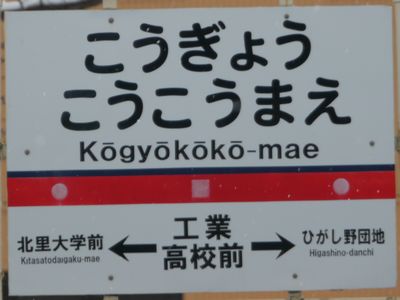 こうぎょう
こうこうまえ
Kōgyōkōkō-mae
北里大学前
Kitasatodaigaku-mae
工業
高校前
ひがし野団地
Higashino-danchi